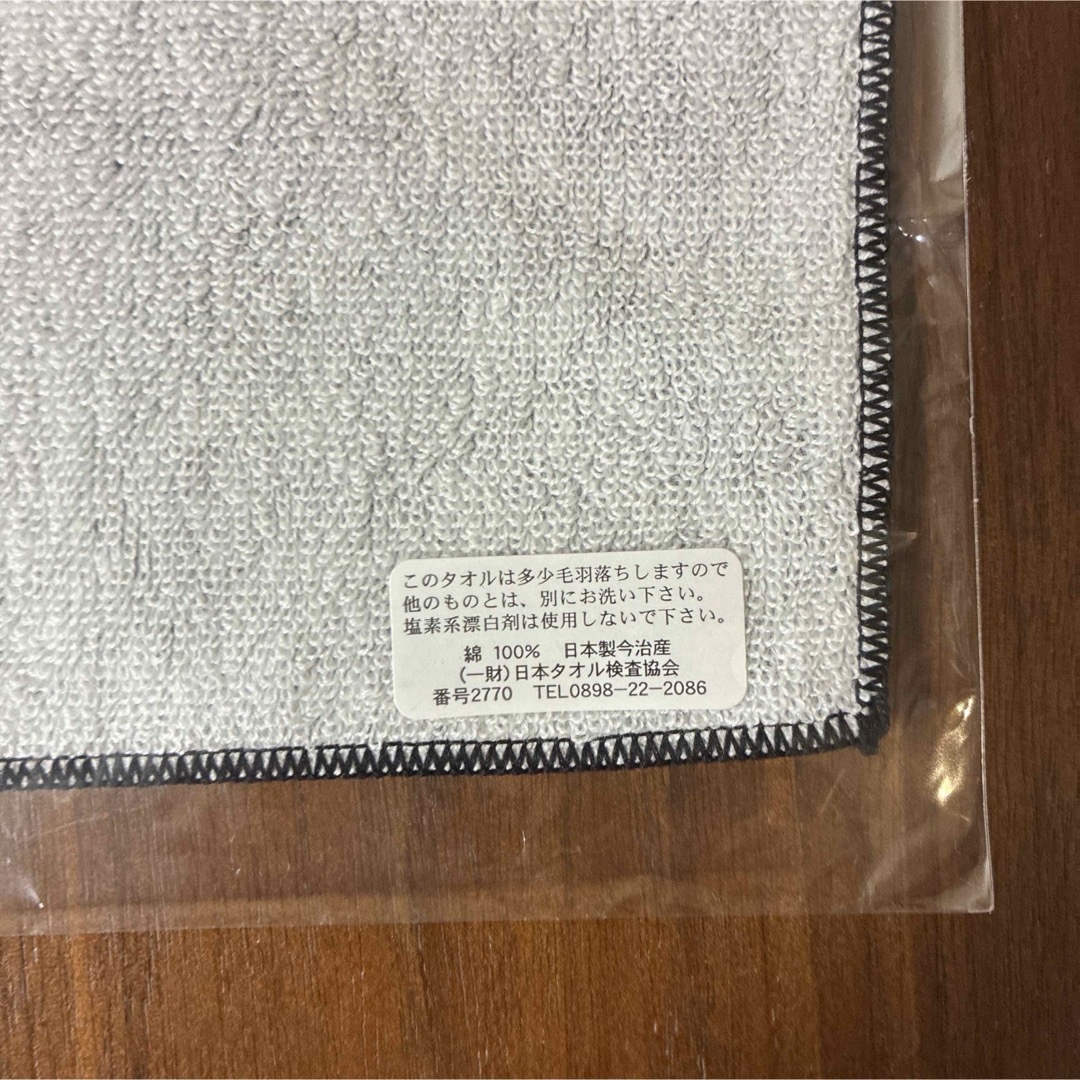 このタオルは多少毛羽落ちしますので
他のものとは、別にお洗い下さい。
塩素系漂白剤は使用しないで下さい。
綿 100% 日本製今治産
(一財)日本タオル検査協会
番号2770 TEL0898-22-2086